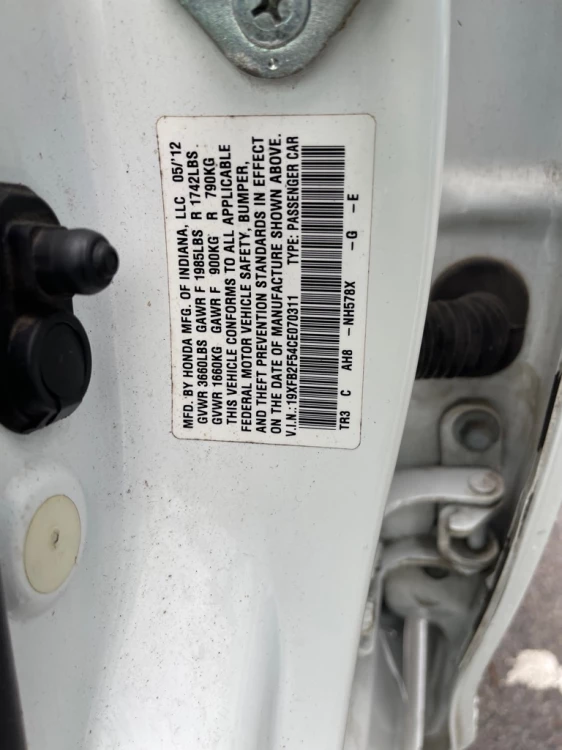 MFD. BY HONDA MFG. OF INDIANA, LLC 05/'12
GVWR 3660LBS GAWR F 1985LBS R 1742LBS
GVWR 1660KG GAWR F 900KG R 790KG
THIS VEHICLE CONFORMS TO ALL APPLICABLE
FEDERAL MOTOR VEHICLE SAFETY, BUMPER,
AND THEFT PREVENTION STANDARDS IN EFFECT
ON THE DATE OF MANUFACTURE SHOWN ABOVE.
V.I.N.: 19XFB2F54CE070311 TYPE: PASSENGER CAR
TR3 C AH8 -NH578X -G -E